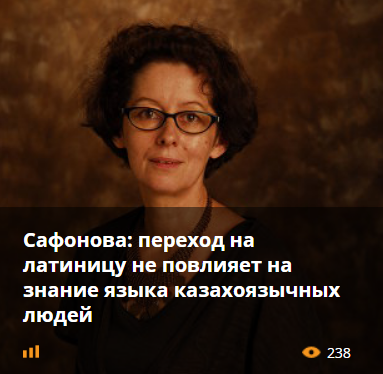 Сафонова: переход на
латиницу не повлияет на
знание языка казахоязычных
людей
238